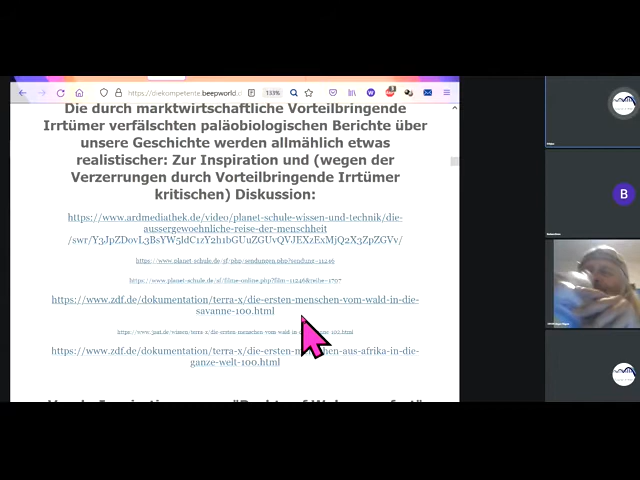 https://diekompetente.beepworld.d
133%
Die durch marktwirtschaftliche Vorteilbringende
Irrtümer verfälschten paläobiologischen Berichte über
unsere Geschichte werden allmählich etwas
realistischer: Zur Inspiration und (wegen der
Verzerrungen durch Vorteilbringende Irrtümer
kritischen) Diskussion:
https://www.ardmediathek.de/video/planet-schule-wissen-und-technik/die-
aussergewoehnliche-reise-der-menschheit
https://www.planet-schule.de/sf/php/sendungen.php?sendung=11246
https://www.planet-schule.de/sf/filme-online.php?film=11246&reihe=1707
https://www.zdf.de/dokumentation/terra-x/die-ersten-menschen-vom-wald-in-die-
savanne-100.html
https://www.zdf.de/dokumentation/terra-x/die-ersten-menschen-aus-afrika-in-die-
ganze-welt-100.html
B